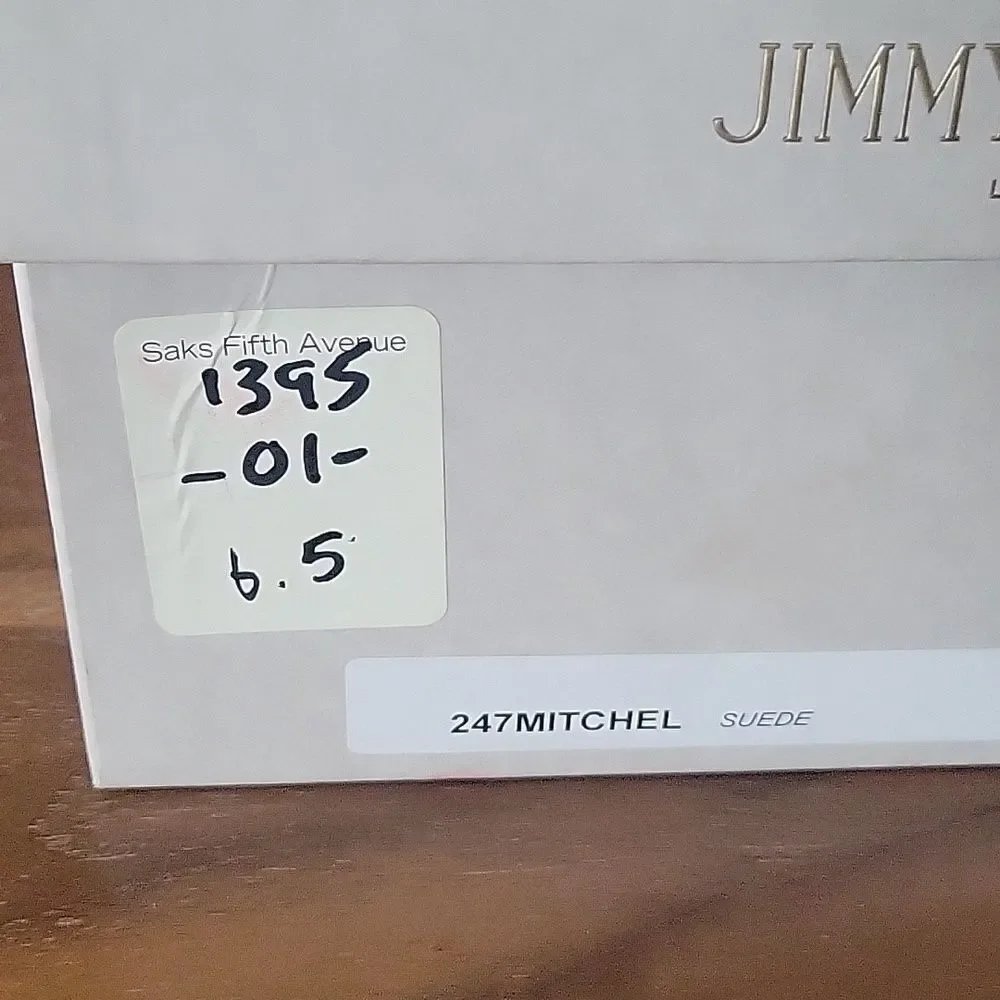 JIMMY
L
Saks Fifth Avenue
1395
-01-
6.5
247MITCHEL SUEDE